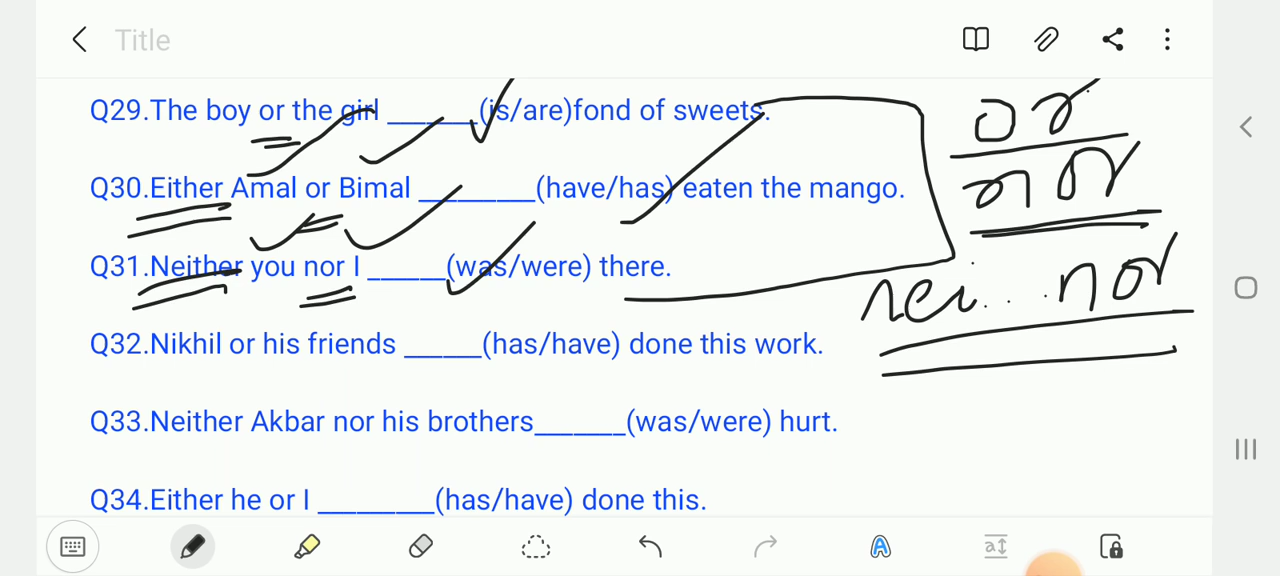 Title
Q29.The boy or the girl ______(is/are)fond of sweets.
or
Q30.Either Amal or Bimal ________(have/has) eaten the mango.
nor
Q31.Neither you nor I _____(was/were) there.
nei....nor
Q32.Nikhil or his friends _____(has/have) done this work.
Q33.Neither Akbar nor his brothers______(was/were) hurt.
Q34.Either he or I ________(has/have) done this.